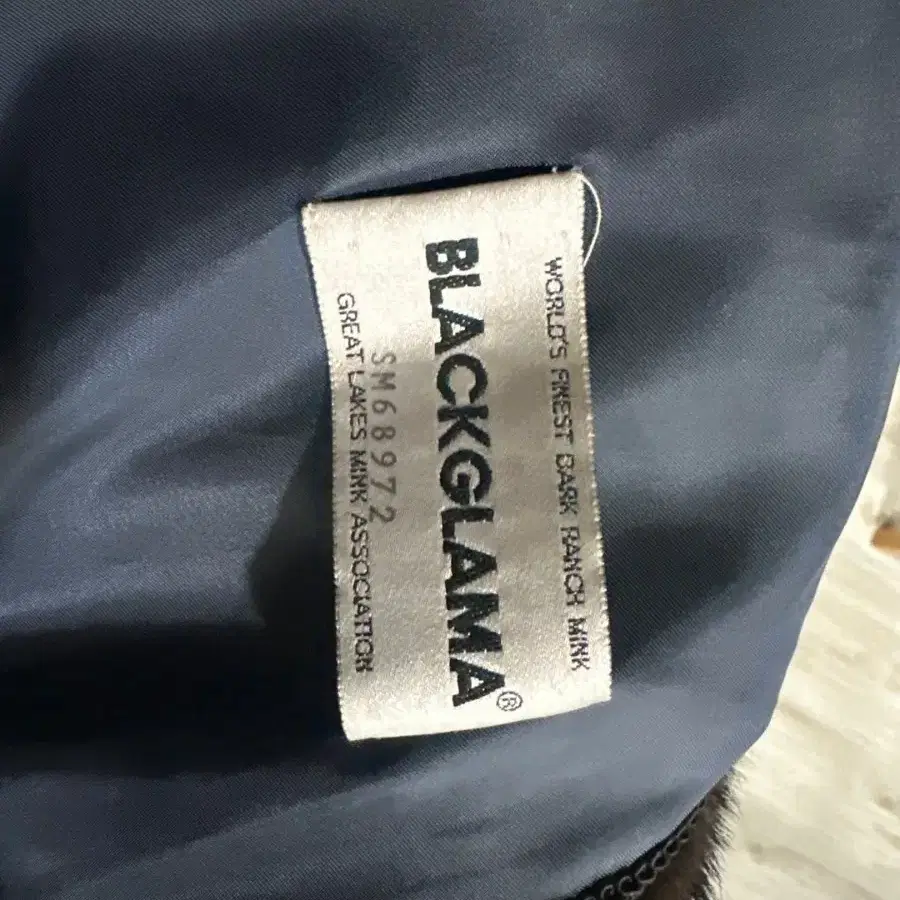 WORLD'S FINEST DARK RANCH MINK
BLACKGLAMA®
SM68972
GREAT LAKES MINK ASSOCIATION